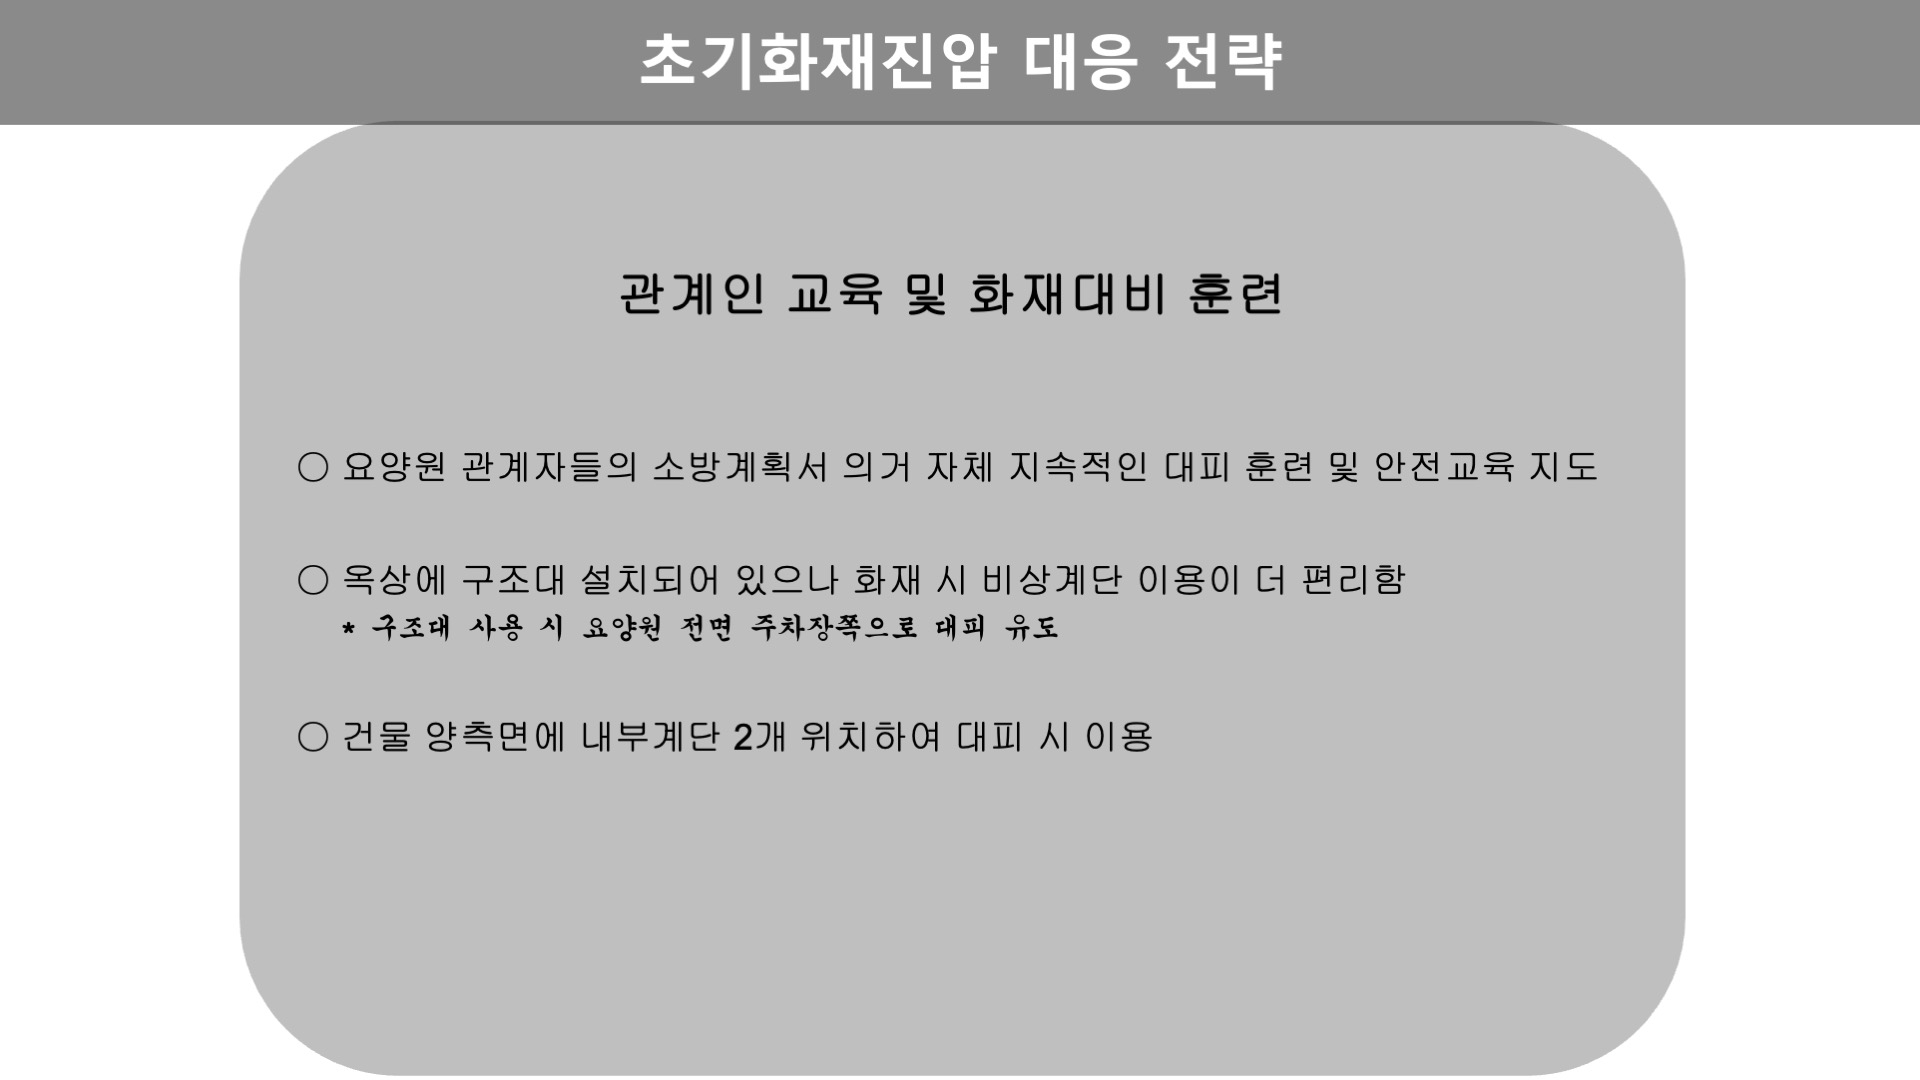 초기화재진압 대응 전략
관계인 교육 및 화재대비 훈련
○ 요양원 관계자들의 소방계획서 의거 자체 지속적인 대피 훈련 및 안전교육 지도
○ 옥상에 구조대 설치되어 있으나 화재 시 비상계단 이용이 더 편리함
* 구조대 사용 시 요양원 전면 주차장쪽으로 대피 유도
○ 건물 양측면에 내부계단 2개 위치하여 대피 시 이용